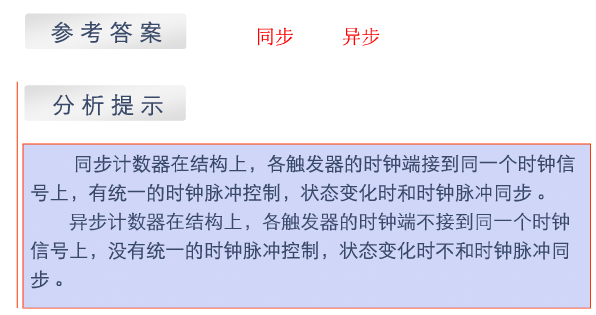 参考答案 同步 异步
分析提示
同步计数器在结构上，各触发器的时钟端接到同一个时钟信
号上，有统一的时钟脉冲控制，状态变化时和时钟脉冲同步。
异步计数器在结构上，各触发器的时钟端不接到同一个时钟
信号上，没有统一的时钟脉冲控制，状态变化时不和时钟脉冲同
步。